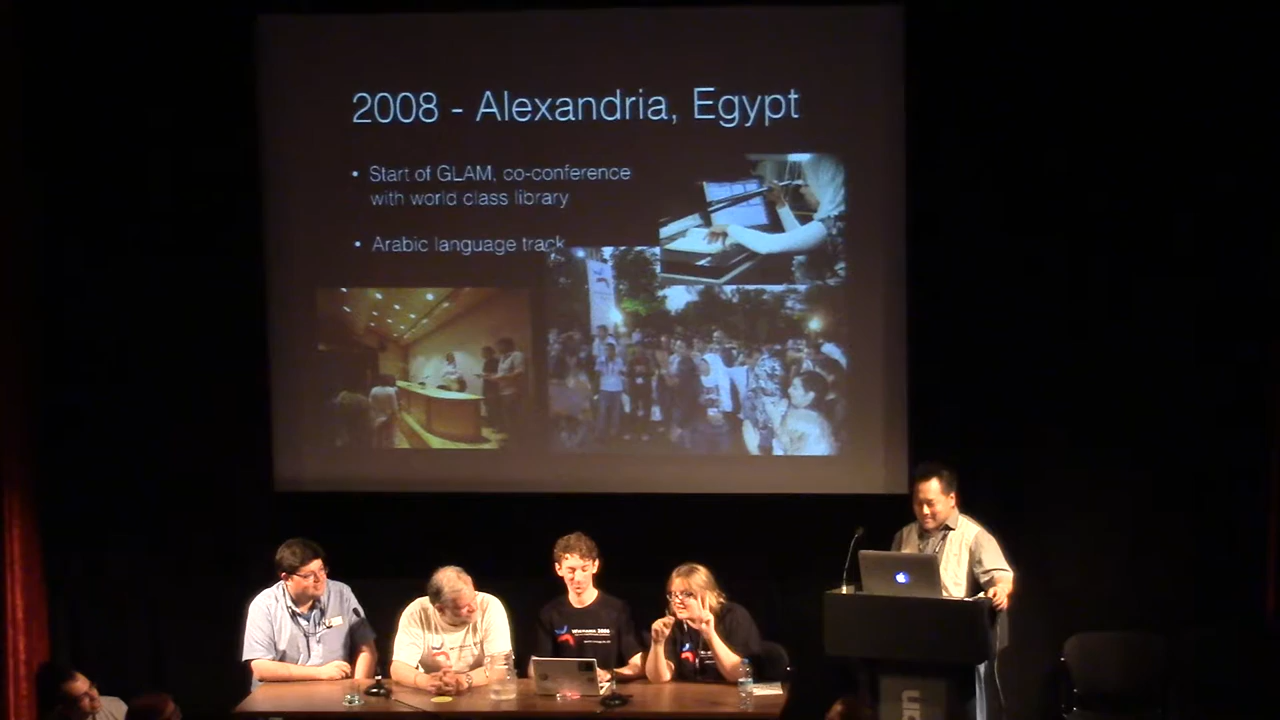 2008 - Alexandria, Egypt
• Start of GLAM, co-conference
with world class library
• Arabic language track